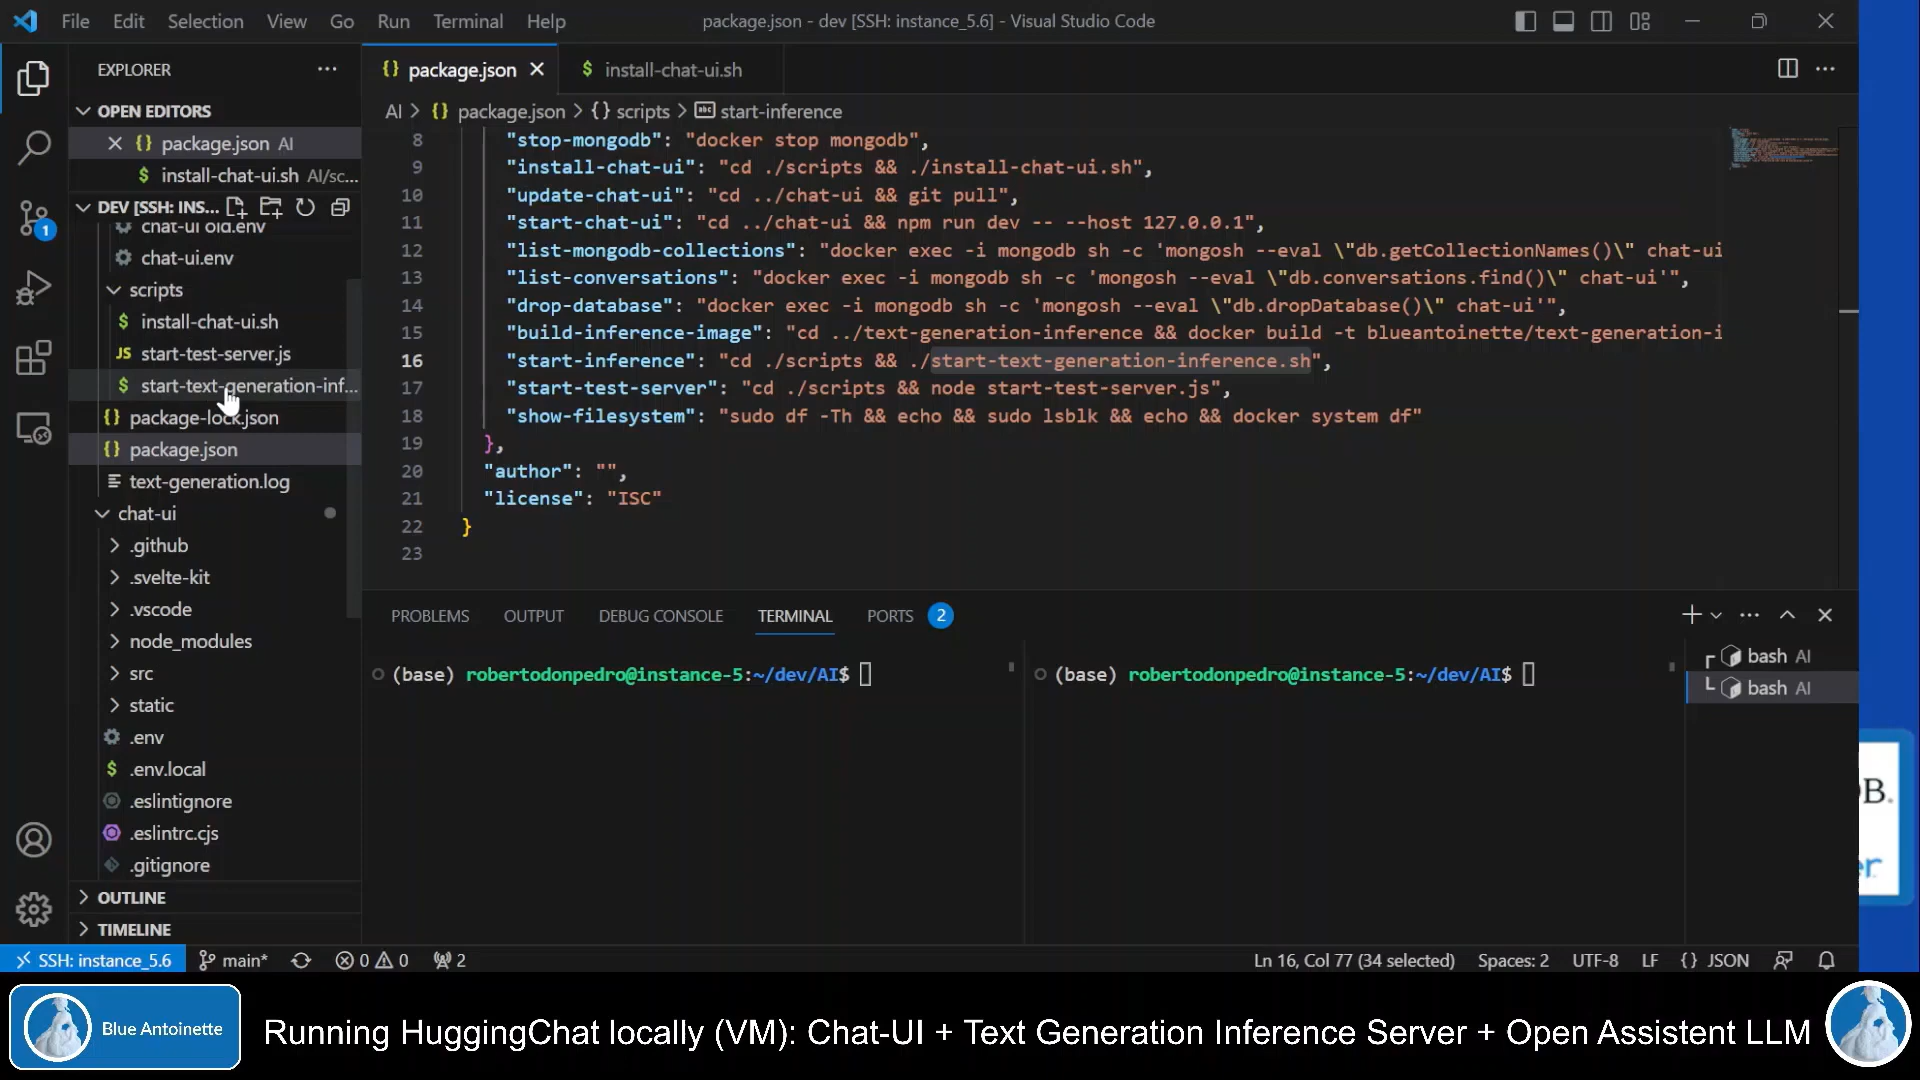 File Edit Selection View Go Run Terminal Help
package.json - dev [SSH: instance_5.6] - Visual Studio Code
EXPLORER
OPEN EDITORS
{} package.json AI
$ install-chat-ui.sh AI/sc...
DEV [SSH: INS...
chat-ui old.env
chat-ui.env
scripts
$ install-chat-ui.sh
JS start-test-server.js
$ start-text-generation-inf...
{} package-lock.json
{} package.json
text-generation.log
chat-ui
.github
.svelte-kit
.vscode
node_modules
src
static
.env
$ .env.local
.eslintignore
.eslintrc.cjs
.gitignore
OUTLINE
TIMELINE
1
{} package.json
$ install-chat-ui.sh
AI > {} package.json > {} scripts > abc start-inference
8 "stop-mongodb": "docker stop mongodb",
9 "install-chat-ui": "cd ./scripts && ./install-chat-ui.sh",
10 "update-chat-ui": "cd ../chat-ui && git pull",
11 "start-chat-ui": "cd ../chat-ui && npm run dev -- --host 127.0.0.1",
12 "list-mongodb-collections": "docker exec -i mongodb sh -c 'mongosh --eval \"db.getCollectionNames()\" chat-ui
13 "list-conversations": "docker exec -i mongodb sh -c 'mongosh --eval \"db.conversations.find()\" chat-ui'",
14 "drop-database": "docker exec -i mongodb sh -c 'mongosh --eval \"db.dropDatabase()\" chat-ui'",
15 "build-inference-image": "cd ../text-generation-inference && docker build -t blueantoinette/text-generation-i
16 "start-inference": "cd ./scripts && ./start-text-generation-inference.sh",
17 "start-test-server": "cd ./scripts && node start-test-server.js",
18 "show-filesystem": "sudo df -Th && echo && sudo lsblk && echo && docker system df"
19 },
20 "author": "",
21 "license": "ISC"
22 }
23
PROBLEMS OUTPUT DEBUG CONSOLE TERMINAL PORTS 2
(base) robertodonpedro@instance-5:~/dev/AI$
(base) robertodonpedro@instance-5:~/dev/AI$
bash AI
bash AI
B.
er
SSH: instance_5.6 main* 0 0 2
Ln 16, Col 77 (34 selected) Spaces: 2 UTF-8 LF {} JSON
Blue Antoinette
Running HuggingChat locally (VM): Chat-UI + Text Generation Inference Server + Open Assistent LLM